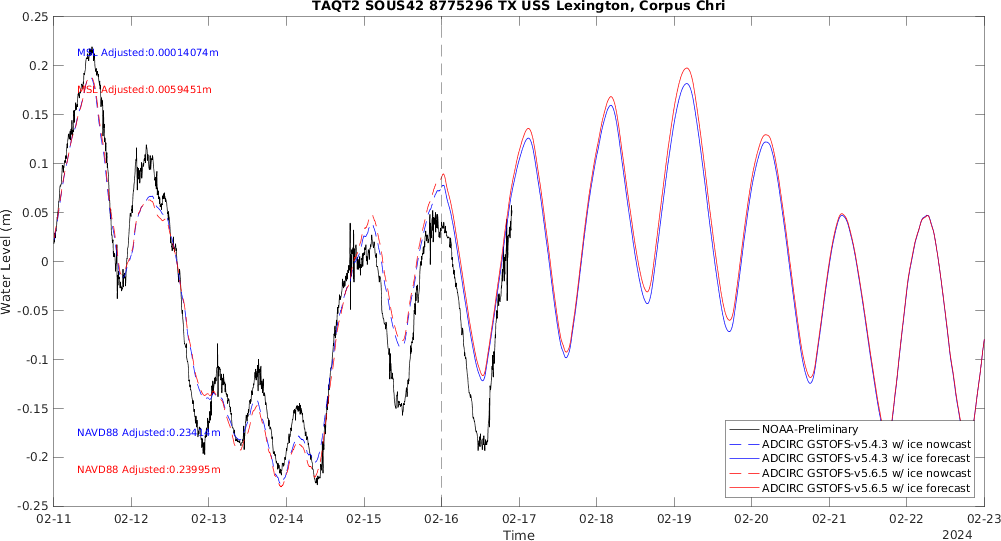 TAQT2 SOUS42 8775296 TX USS Lexington, Corpus Chri
0.25
0.2
0.15
0.1
0.05
0
-0.05
-0.1
-0.15
-0.2
-0.25
Water Level (m)
MSL Adjusted:0.00014074m
MSL Adjusted:0.0059451m
NAVD88 Adjusted:
NAVD88 Adjusted:0.23995m
NOAA-Preliminary
ADCIRC GSTOFS-v5.4.3 w/ ice nowcast
ADCIRC GSTOFS-v5.4.3 w/ ice forecast
ADCIRC GSTOFS-v5.6.5 w/ ice nowcast
ADCIRC GSTOFS-v5.6.5 w/ ice forecast
02-11 02-12 02-13 02-14 02-15 02-16 02-17 02-18 02-19 02-20 02-21 02-22 02-23
Time
2024